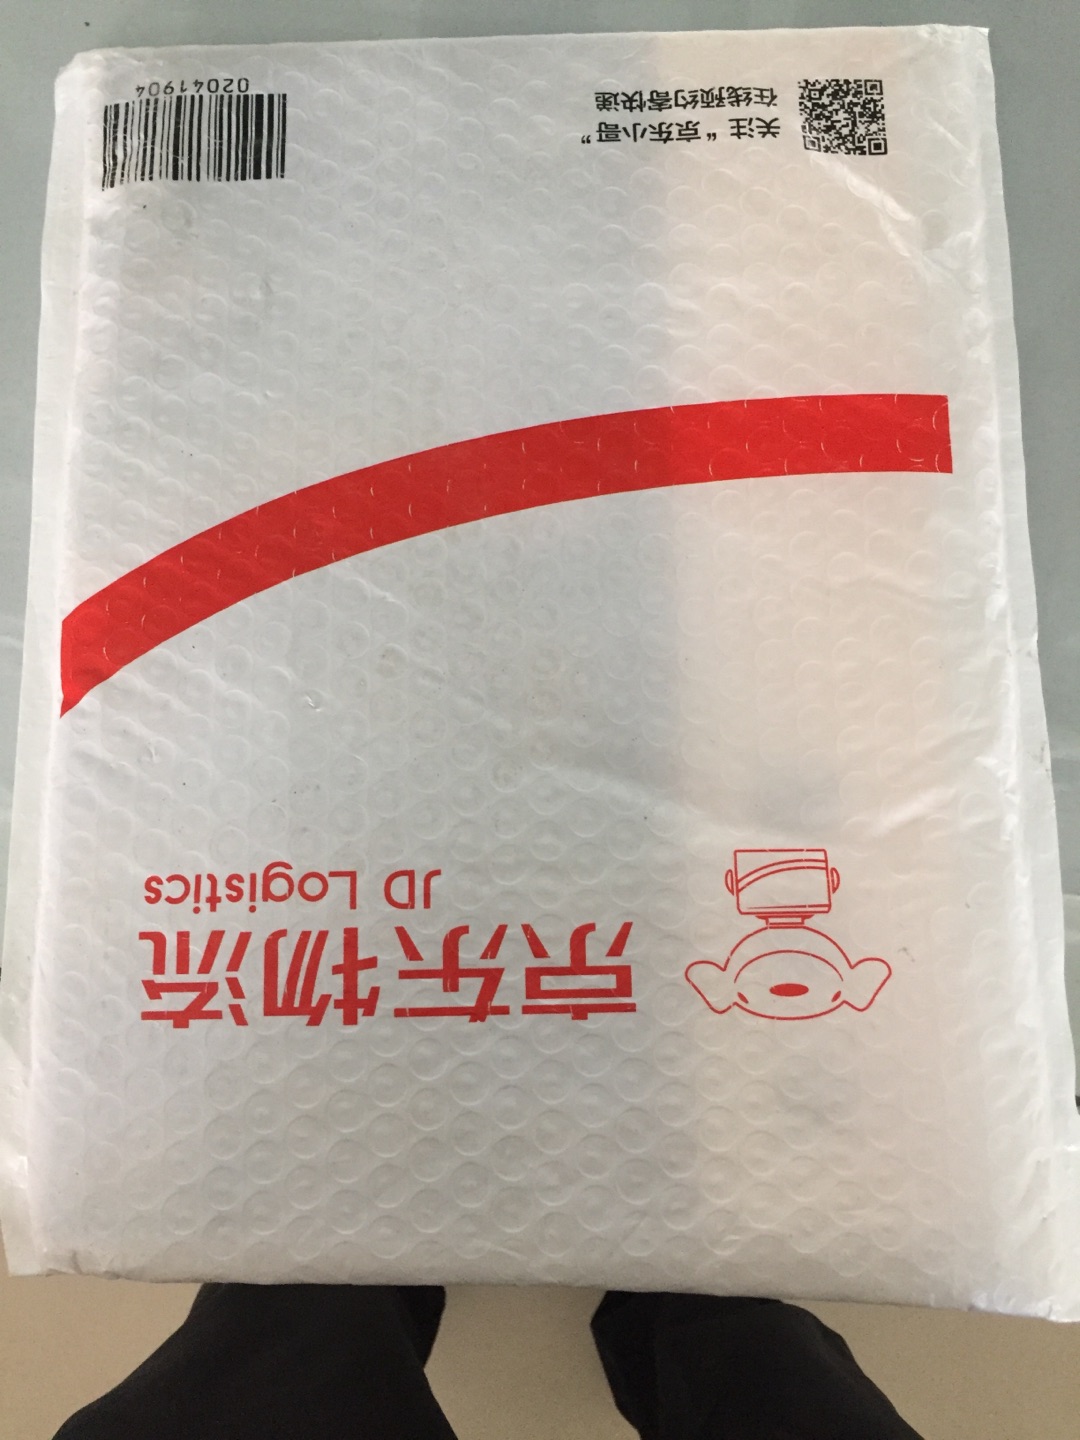 京东物流
JD Logistics
关注“京东小哥”
在线预约寄快递
02041904